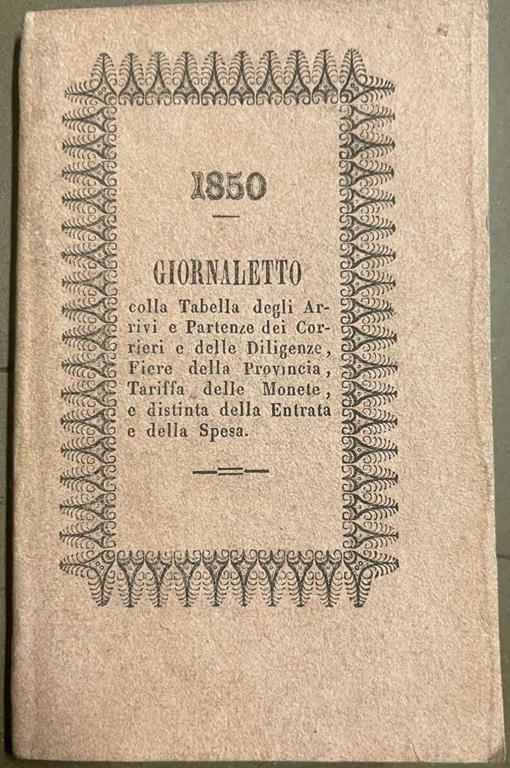 1850
GIORNALETTO
colla Tabella degli Ar-
rivi e Partenze dei Cor-
rieri e delle Diligenze,
Fiere della Provincia,
Tariffa delle Monete,
e distinta della Entrata
e della Spesa.